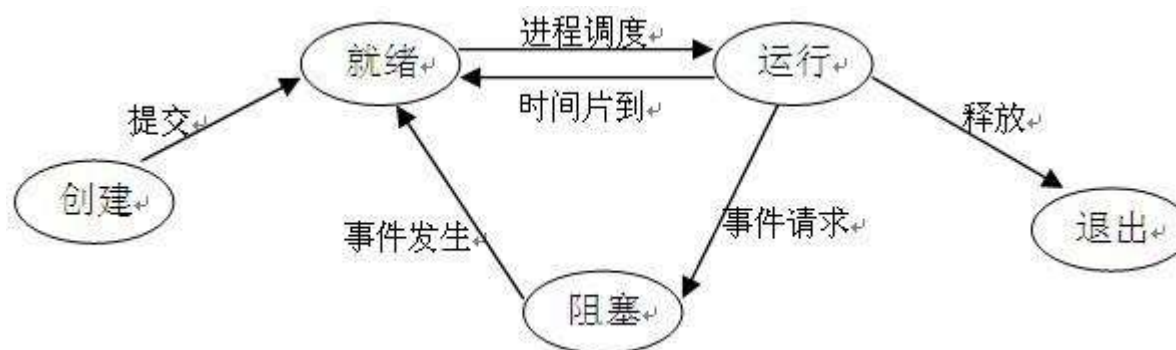 进程调度
就绪
运行
时间片到
提交
释放
创建
事件发生
事件请求
退出
阻塞